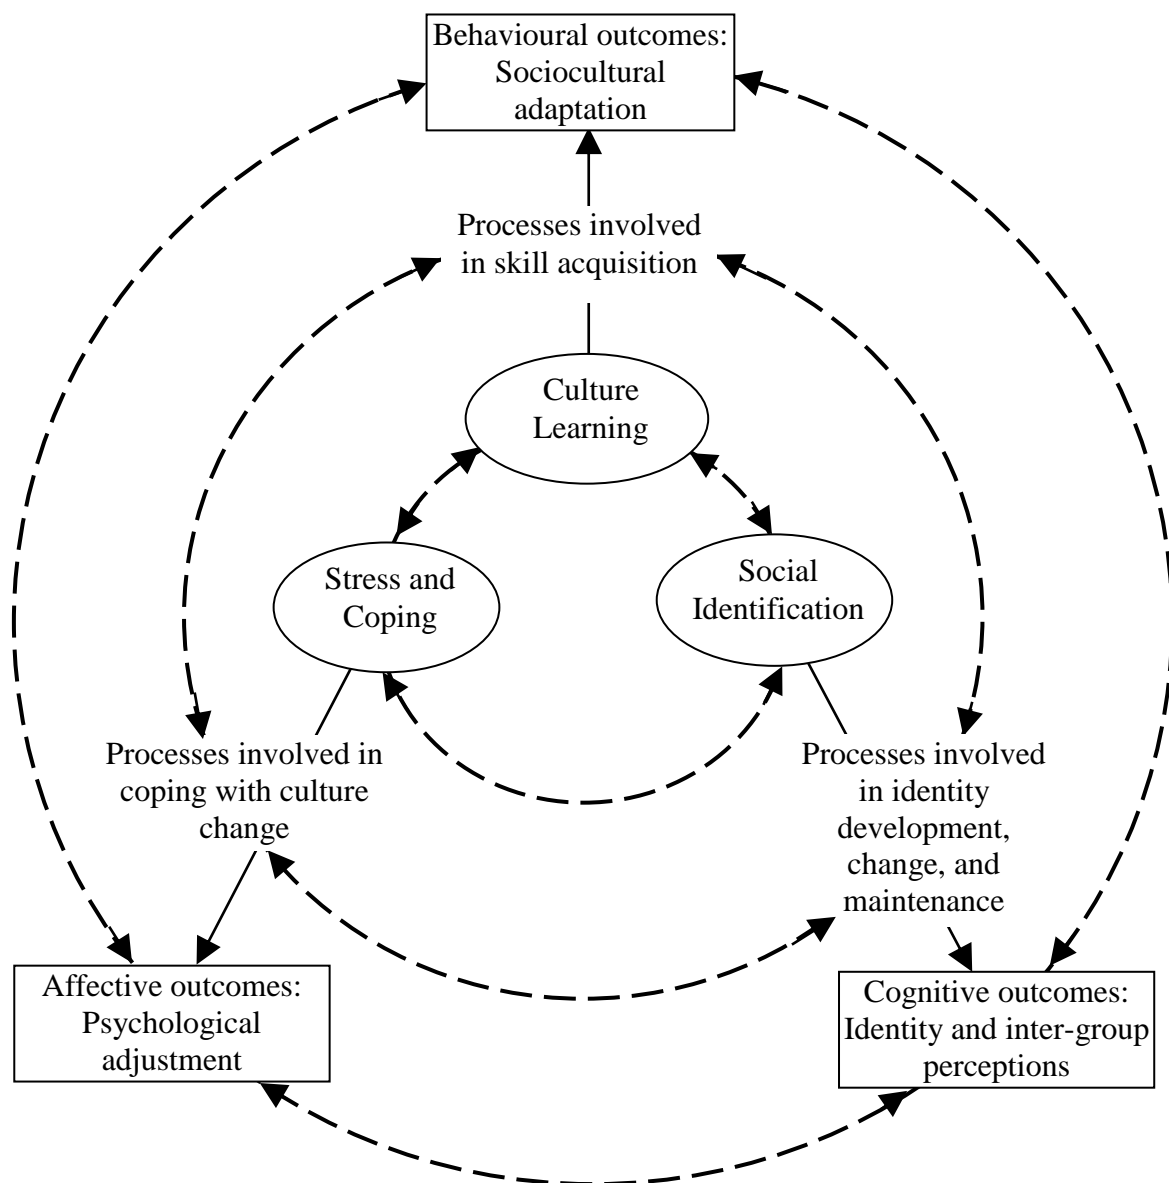 Behavioural outcomes:
Sociocultural
adaptation
Processes involved
in skill acquisition
Culture
Learning
Stress and
Coping
Social
Identification
Processes involved in
coping with culture
change
Processes involved
in identity
development,
change, and
maintenance
Affective outcomes:
Psychological
adjustment
Cognitive outcomes:
Identity and inter-group
perceptions